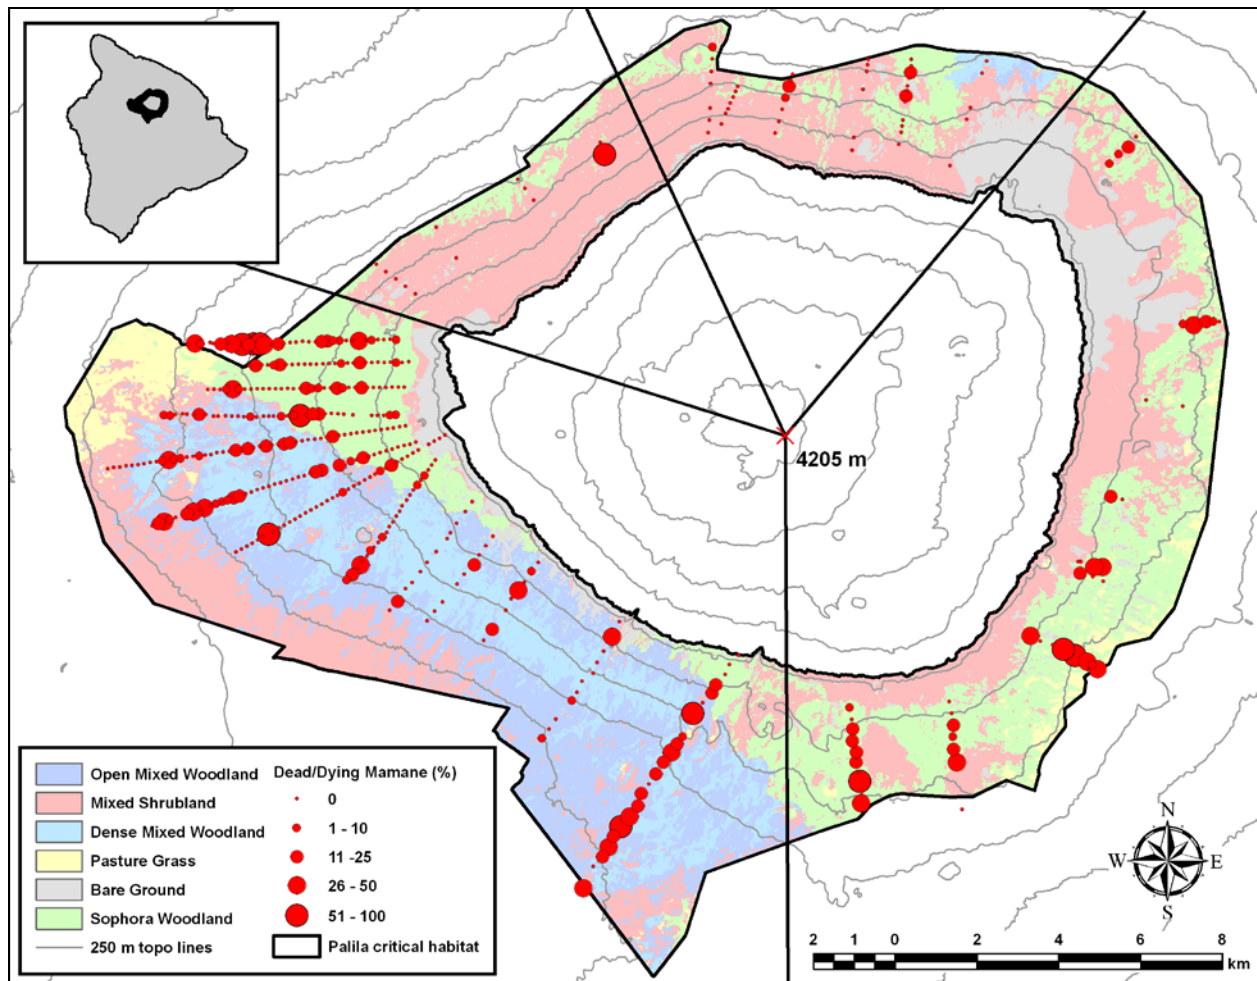 4205 m
Open Mixed Woodland
Mixed Shrubland
Dense Mixed Woodland
Pasture Grass
Bare Ground
Sophora Woodland
250 m topo lines
Dead/Dying Mamane (%)
0
1 - 10
11 -25
26 - 50
51 - 100
Palila critical habitat
N
W
E
S
2 1 0 2 4 6 8
km